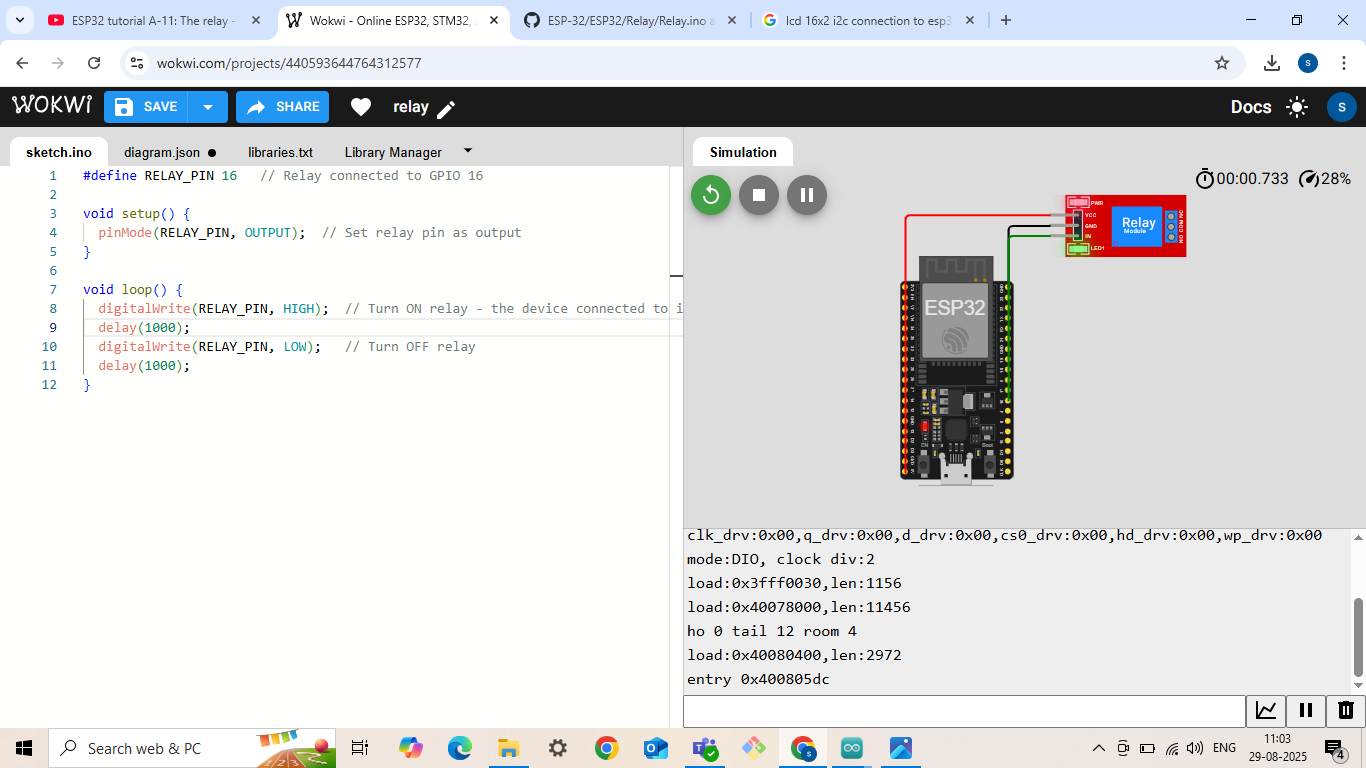 ESP32 tutorial A-11: The relay -
Wokwi - Online ESP32, STM32,
ESP-32/ESP32/Relay/Relay.ino a
lcd 16x2 i2c connection to esp3
wokwi.com/projects/440593644764312577
S
WOKWI
SAVE
SHARE
relay
Docs
S
sketch.ino
diagram.json
libraries.txt
Library Manager
1 #define RELAY_PIN 16 // Relay connected to GPIO 16
2
3 void setup() {
4 pinMode(RELAY_PIN, OUTPUT); // Set relay pin as output
5 }
6
7 void loop() {
8 digitalWrite(RELAY_PIN, HIGH); // Turn ON relay - the device connected to i
9 delay(1000);
10 digitalWrite(RELAY_PIN, LOW); // Turn OFF relay
11 delay(1000);
12 }
Simulation
00:00.733 28%
PWR
VCC
GND
IN
LED1
Relay
Module
NO COM NC
ESP32
EN
Boot
clk_drv:0x00,q_drv:0x00,d_drv:0x00,cs0_drv:0x00,hd_drv:0x00,wp_drv:0x00
mode:DIO, clock div:2
load:0x3fff0030,len:1156
load:0x40078000,len:11456
ho 0 tail 12 room 4
load:0x40080400,len:2972
entry 0x400805dc
Search web & PC
ENG
11:03
29-08-2025
4